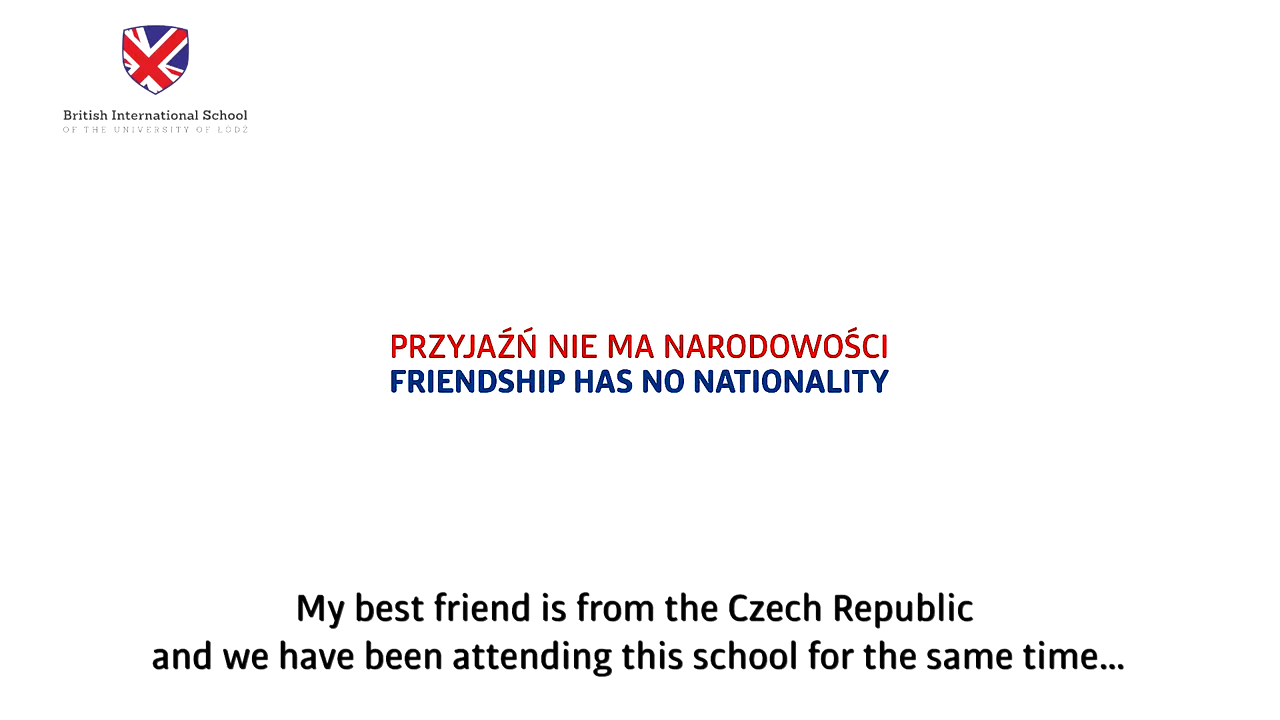 British International School
OF THE UNIVERSITY OF ŁÓDŹ
PRZYJAŹŃ NIE MA NARODOWOŚCI
FRIENDSHIP HAS NO NATIONALITY
My best friend is from the Czech Republic
and we have been attending this school for the same time...